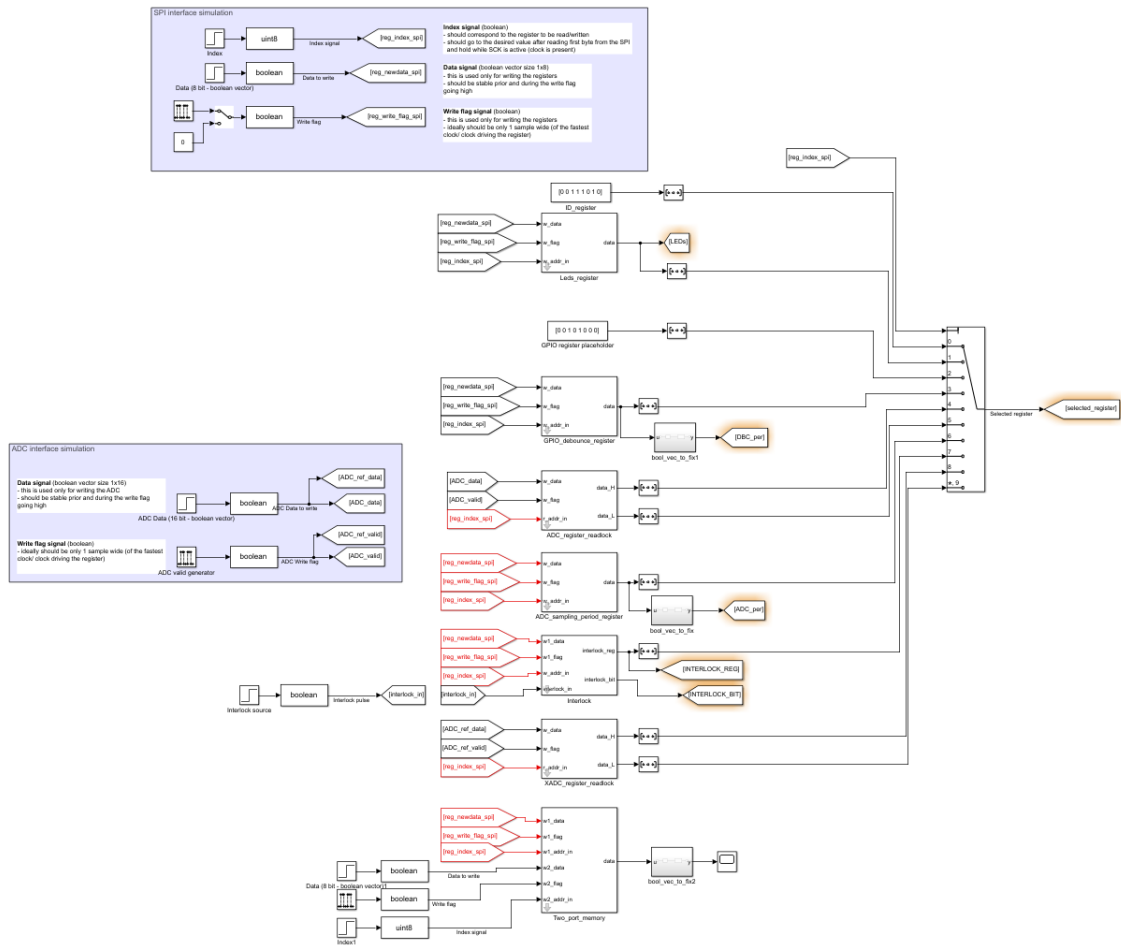 SPI interface simulation
Index
uint8
Index signal
[reg_index_spi]
Index signal (boolean)
- should correspond to the register to be read/written
- should go to the desired value after reading first byte from the SPI
and hold while SCK is active (clock is present)
Data (8 bit - boolean vector)
boolean
Data to write
[reg_newdata_spi]
Data signal (boolean vector size 1x8)
- this is used only for writing the registers
- should be stable prior and during the write flag
going high
0
boolean
Write flag
[reg_write_flag_spi]
Write flag signal (boolean)
- this is used only for writing the registers
- ideally should be only 1 sample wide (of the fastest
clock/ clock driving the register)
[reg_index_spi]
[0 0 1 1 1 0 1 0]
ID_register
[reg_newdata_spi]
[reg_write_flag_spi]
[reg_index_spi]
w_data
w_flag
w_addr_in
data
Leds_register
[LEDs]
[0 0 1 0 1 0 0 0]
GPIO register placeholder
0
1
2
3
4
5
6
7
8
*, 9
Selected register
[selected_register]
[reg_newdata_spi]
[reg_write_flag_spi]
[reg_index_spi]
w_data
w_flag
w_addr_in
data
GPIO_debounce_register
u
y
bool_vec_to_fix1
[DBC_per]
ADC interface simulation
Data signal (boolean vector size 1x16)
- this is used only for writing the ADC
- should be stable prior and during the write flag
going high
ADC Data (16 bit - boolean vector)
boolean
ADC Data to write
[ADC_ref_data]
[ADC_data]
Write flag signal (boolean)
- ideally should be only 1 sample wide (of the fastest
clock/ clock driving the register)
ADC valid generator
boolean
ADC Write flag
[ADC_ref_valid]
[ADC_valid]
[ADC_data]
[ADC_valid]
[reg_index_spi]
w_data
w_flag
r_addr_in
data_H
data_L
ADC_register_readlock
[reg_newdata_spi]
[reg_write_flag_spi]
[reg_index_spi]
w_data
w_flag
w_addr_in
data
ADC_sampling_period_register
u
y
bool_vec_to_fix
[ADC_per]
Interlock source
boolean
Interlock pulse
[interlock_in]
[reg_newdata_spi]
[reg_write_flag_spi]
[reg_index_spi]
[interlock_in]
w1_data
w1_flag
w_addr_in
interlock_in
interlock_reg
interlock_bit
Interlock
[INTERLOCK_REG]
[INTERLOCK_BIT]
[ADC_ref_data]
[ADC_ref_valid]
[reg_index_spi]
w_data
w_flag
r_addr_in
data_H
data_L
XADC_register_readlock
[reg_newdata_spi]
[reg_write_flag_spi]
[reg_index_spi]
w1_data
w1_flag
w1_addr_in
w2_data
w2_flag
w2_addr_in
data
Two_port_memory
Data (8 bit - boolean vector)1
boolean
Data to write
boolean
Write flag
Index1
uint8
Index signal
u
y
bool_vec_to_fix2